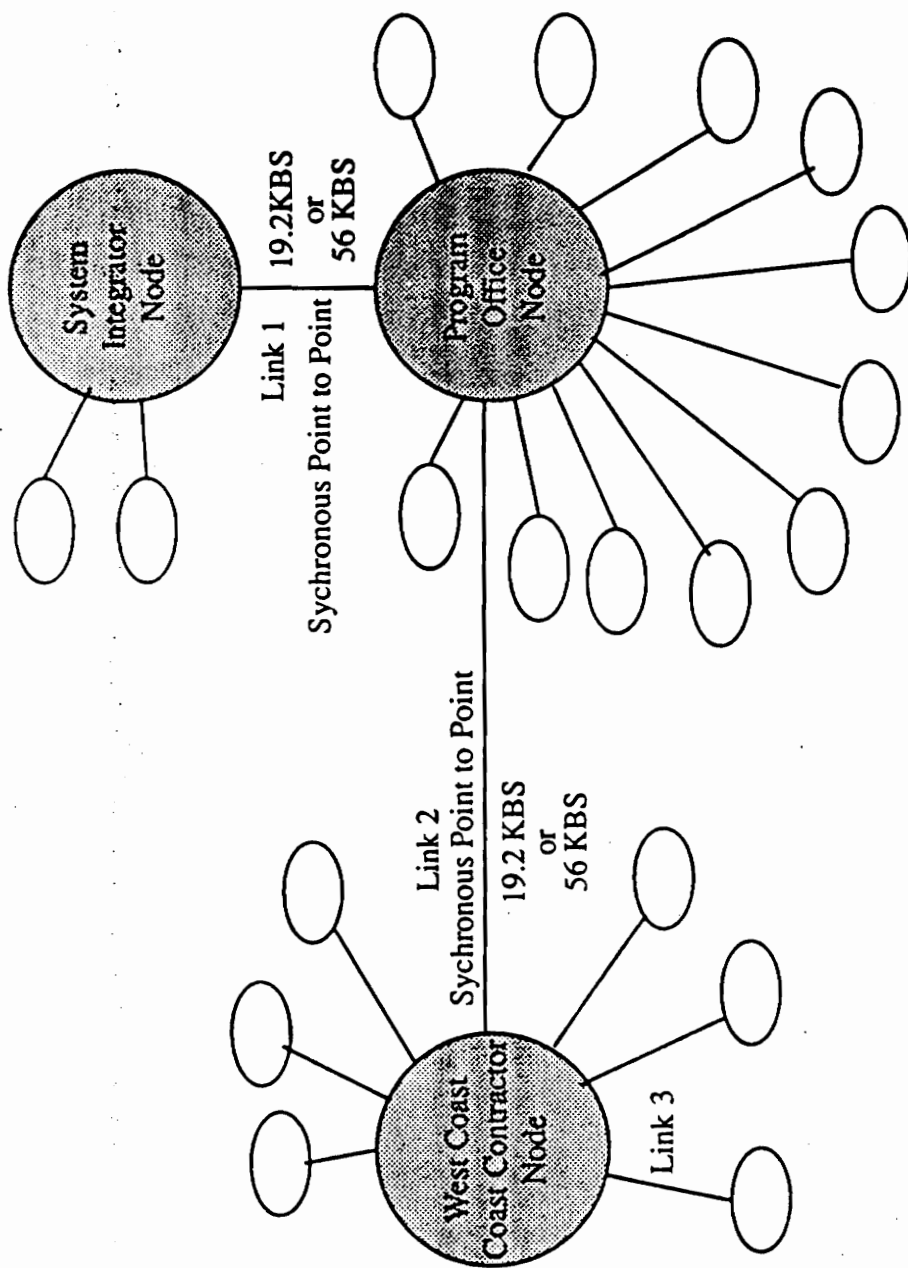 System
Integrator
Node
Link 1
Sychronous Point to Point
19.2KBS
or
56 KBS
Program
Office
Node
Link 2
Sychronous Point to Point
19.2 KBS
or
56 KBS
West Coast
Coast Contractor
Node
Link 3